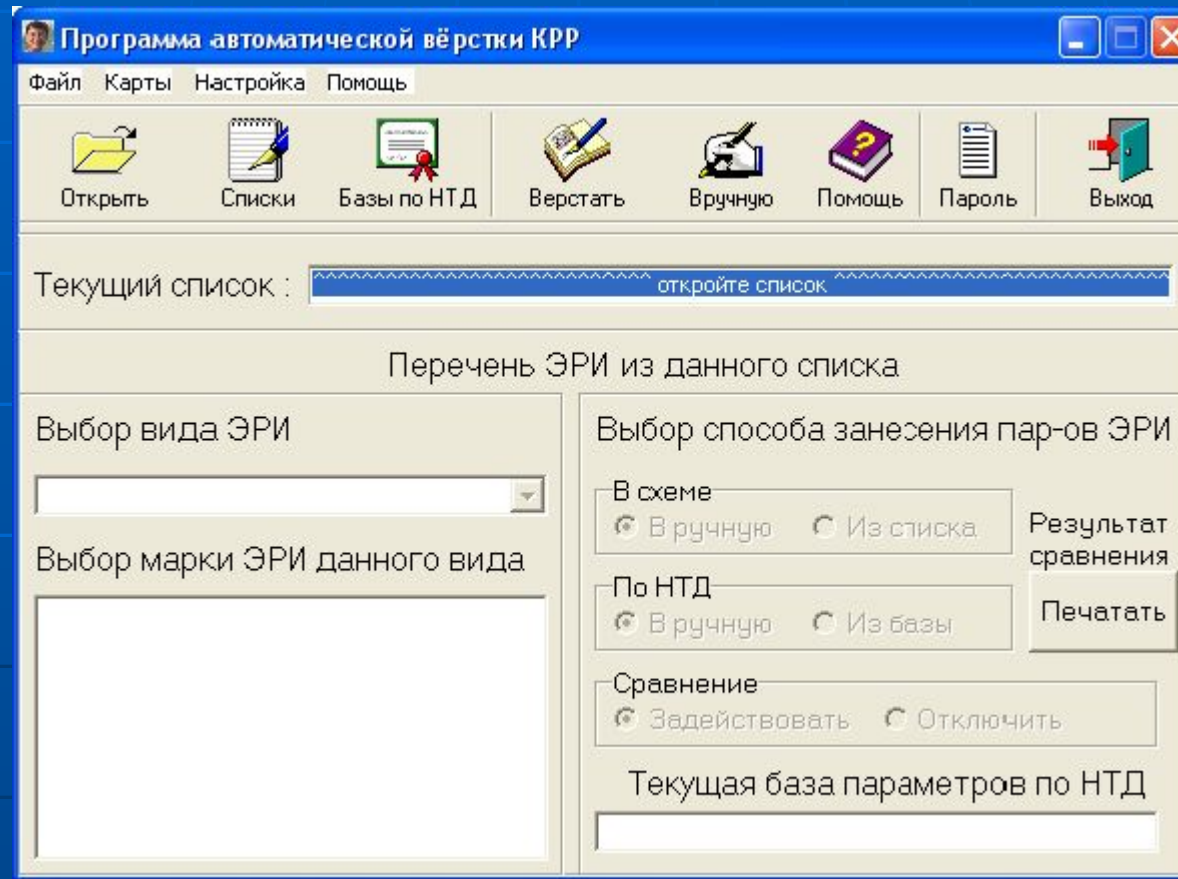 Программа автоматической вёрстки КРР
Файл Карты Настройка Помощь
Открыть Списки Базы по НТД Верстать Вручную Помощь Пароль Выход
Текущий список : ^^^^^^^^^^^^^^^^^^^^^^^^^^^^ откройте список ^^^^^^^^^^^^^^^^^^^^^^^^^^^^
Перечень ЭРИ из данного списка
Выбор вида ЭРИ
Выбор марки ЭРИ данного вида
Выбор способа занесения пар-ов ЭРИ
В схеме
В ручную Из списка
Результат
сравнения
По НТД
В ручную Из базы
Печатать
Сравнение
Задействовать Отключить
Текущая база параметров по НТД